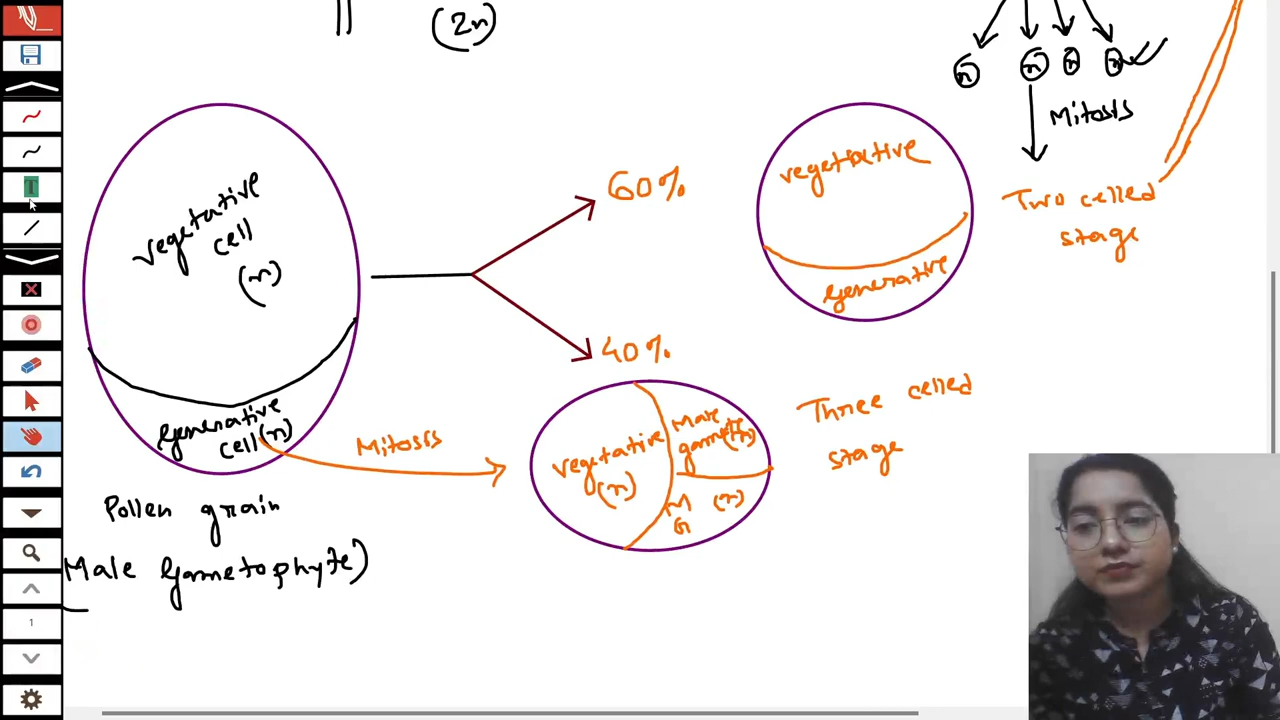 (2n)
n n n n
Mitosis
60%
vegetative
generative
Two celled
stage
vegetative
cell
(n)
generative
cell(n)
Mitosis
40%
vegetative
(n)
Male
gamete(n)
M (n)
G
Three celled
stage
Pollen grain
(Male Gametophyte)
T
1